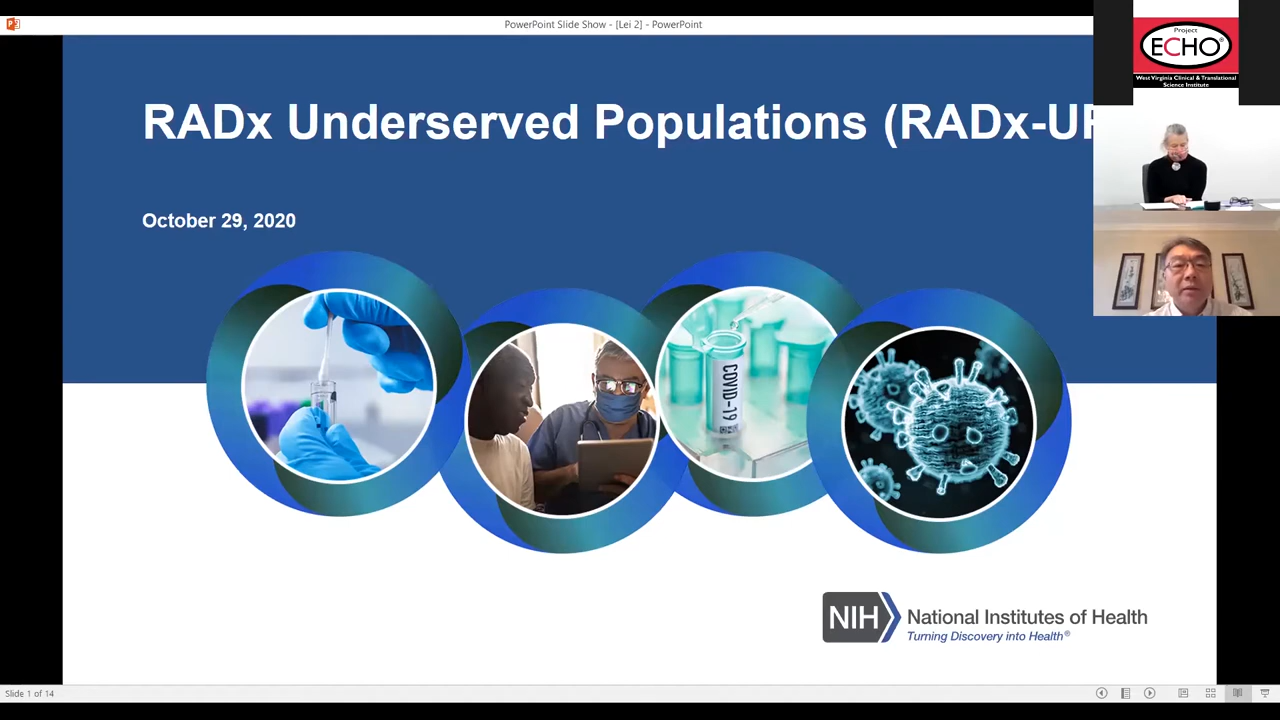 PowerPoint Slide Show - [Lei 2] - PowerPoint
Project
ECHO®
West Virginia Clinical & Translational
Science Institute
RADx Underserved Populations (RADx-UP
October 29, 2020
COVID-19
NIH
National Institutes of Health
Turning Discovery into Health®
Slide 1 of 14